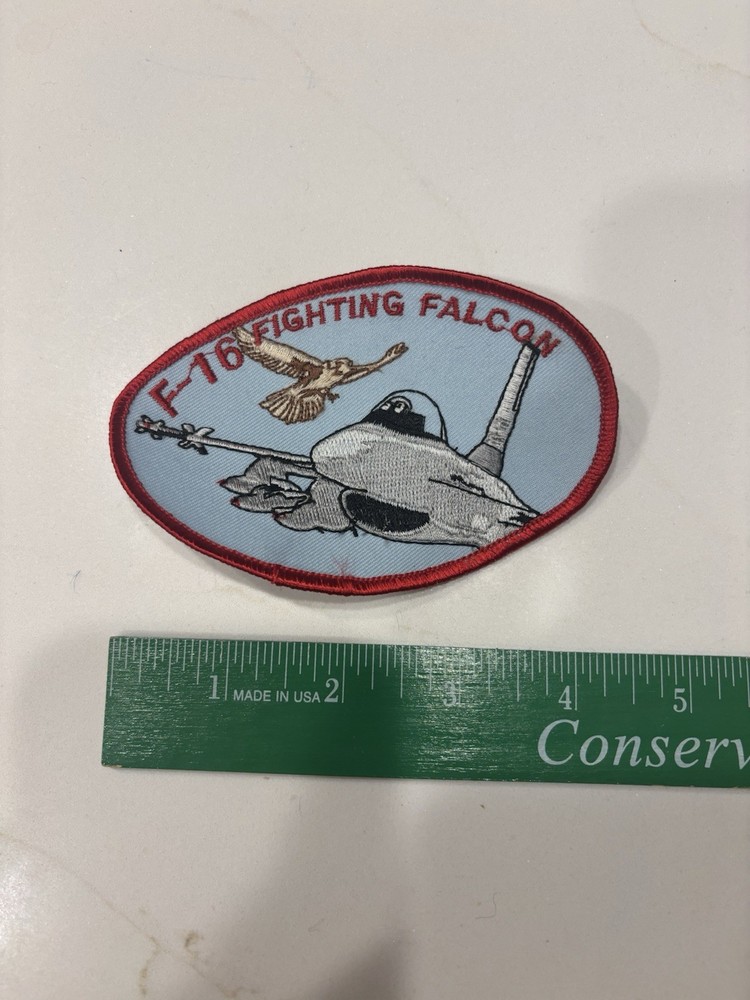 F-16 FIGHTING FALCON
1 MADE IN USA 2 3 4 5
Conserv